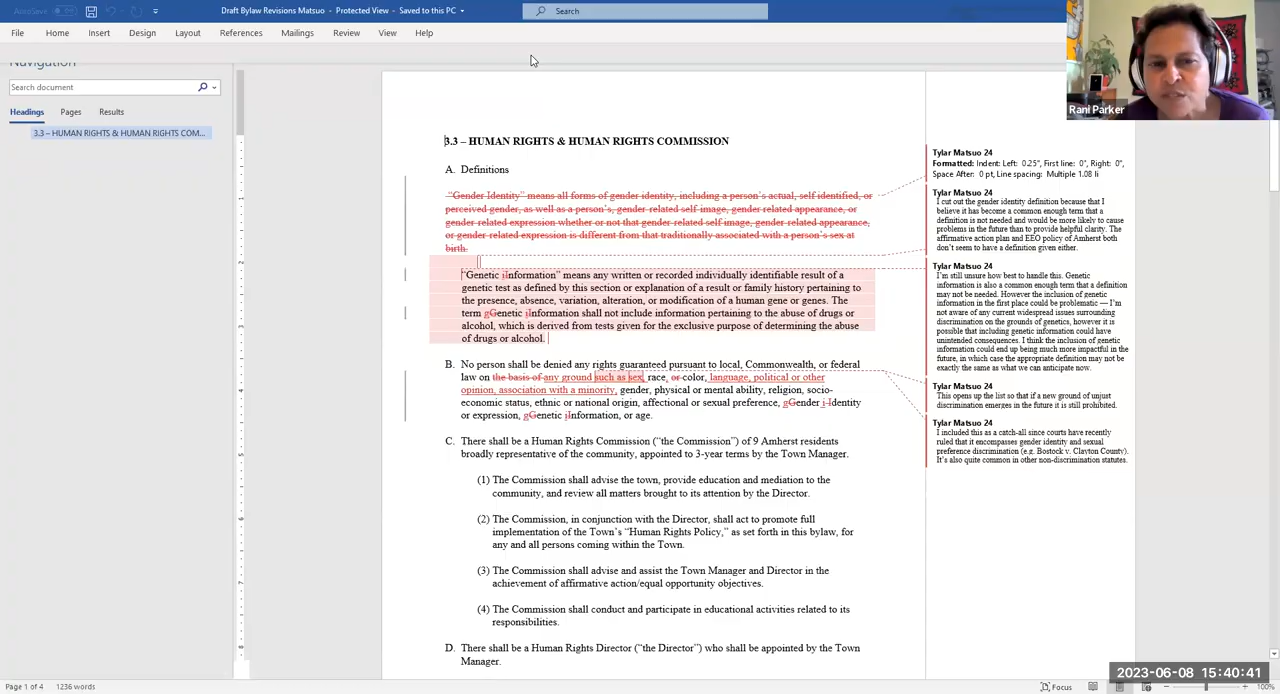 AutoSave
Draft Bylaw Revisions Matsuo - Protected View • Saved to this PC
Search
File Home Insert Design Layout References Mailings Review View Help
Navigation
Search document
Headings Pages Results
3.3 – HUMAN RIGHTS & HUMAN RIGHTS COM...
Rani Parker
3.3 – HUMAN RIGHTS & HUMAN RIGHTS COMMISSION
A. Definitions
"Gender Identity" means all forms of gender identity, including a person's actual, self identified, or
perceived gender, as well as a person's, gender-related self-image, gender related appearance, or
gender-related expression whether or not that gender related self image, gender related appearance,
or gender-related expression is different from that traditionally associated with a person's sex at
birth.
"Genetic iInformation" means any written or recorded individually identifiable result of a
genetic test as defined by this section or explanation of a result or family history pertaining to
the presence, absence, variation, alteration, or modification of a human gene or genes. The
term gGenetic iInformation shall not include information pertaining to the abuse of drugs or
alcohol, which is derived from tests given for the exclusive purpose of determining the abuse
of drugs or alcohol.
B. No person shall be denied any rights guaranteed pursuant to local, Commonwealth, or federal
law on the basis of any ground such as sex, race, or color, language, political or other
opinion, association with a minority, gender, physical or mental ability, religion, socio-
economic status, ethnic or national origin, affectional or sexual preference, gGender i Identity
or expression, gGenetic iInformation, or age.
C. There shall be a Human Rights Commission ("the Commission") of 9 Amherst residents
broadly representative of the community, appointed to 3-year terms by the Town Manager.
(1) The Commission shall advise the town, provide education and mediation to the
community, and review all matters brought to its attention by the Director.
(2) The Commission, in conjunction with the Director, shall act to promote full
implementation of the Town's "Human Rights Policy," as set forth in this bylaw, for
any and all persons coming within the Town.
(3) The Commission shall advise and assist the Town Manager and Director in the
achievement of affirmative action/equal opportunity objectives.
(4) The Commission shall conduct and participate in educational activities related to its
responsibilities.
D. There shall be a Human Rights Director ("the Director") who shall be appointed by the Town
Manager.
Tylar Matsuo 24
Formatted: Indent: Left: 0.25", First line: 0", Right: 0",
Space After: 0 pt, Line spacing: Multiple 1.08 li
Tylar Matsuo 24
I cut out the gender identity definition because that I
believe it has become a common enough term that a
definition is not needed and would be more likely to cause
problems in the future than to provide helpful clarity. The
affirmative action plan and EEO policy of Amherst both
don't seem to have a definition given either.
Tylar Matsuo 24
I'm still unsure how best to handle this. Genetic
information is also a common enough term that a definition
may not be needed. However the inclusion of genetic
information in the first place could be problematic — I'm
not aware of any current widespread issues surrounding
discrimination on the grounds of genetics, however it is
possible that including genetic information could have
unintended consequences. I think the inclusion of genetic
information could end up being much more impactful in the
future, in which case the appropriate definition may not be
exactly the same as what we can anticipate now.
Tylar Matsuo 24
This opens up the list so that if a new ground of unjust
discrimination emerges in the future it is still prohibited.
Tylar Matsuo 24
I included this as a catch-all since courts have recently
ruled that it encompasses gender identity and sexual
preference discrimination (e.g. Bostock v. Clayton County).
It's also quite common in other non-discrimination statutes.
2023-06-08 15:40:41
Page 1 of 4 1236 words
Focus
100%